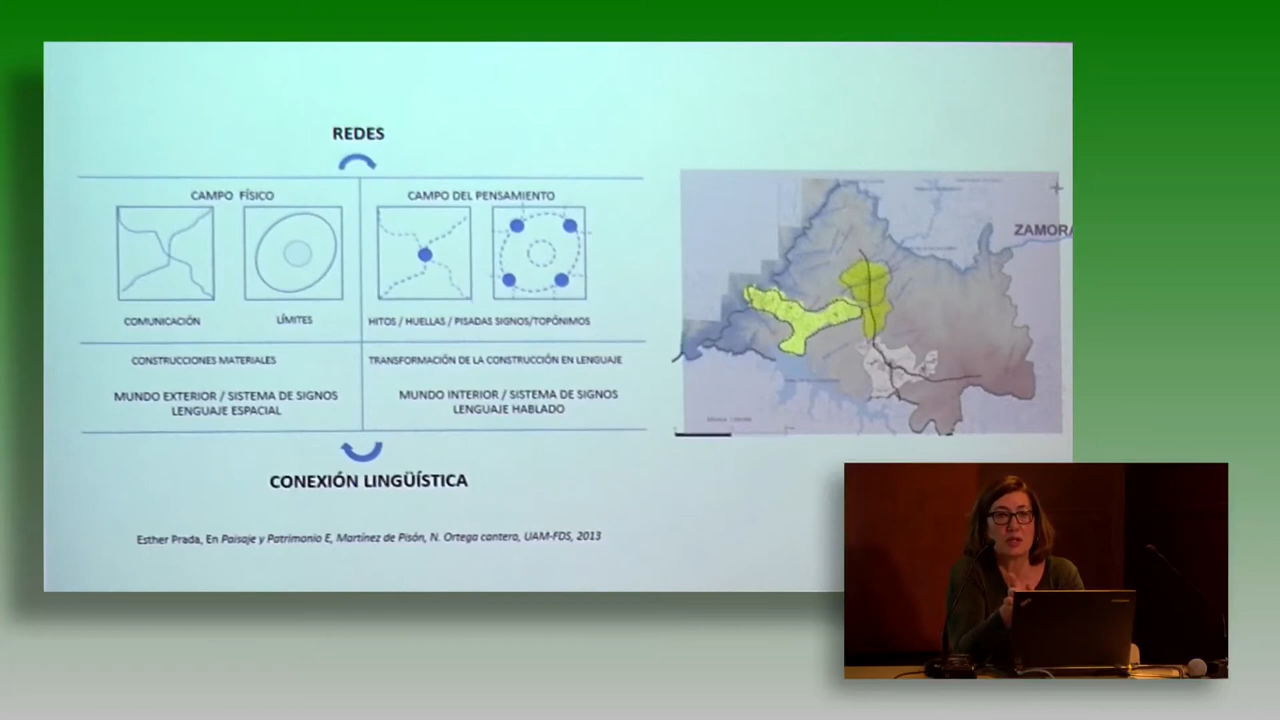 REDES
CAMPO FÍSICO
CAMPO DEL PENSAMIENTO
COMUNICACIÓN
LÍMITES
HITOS / HUELLAS / PISADAS SIGNOS/TOPÓNIMOS
CONSTRUCCIONES MATERIALES
TRANSFORMACIÓN DE LA CONSTRUCCIÓN EN LENGUAJE
MUNDO EXTERIOR / SISTEMA DE SIGNOS
LENGUAJE ESPACIAL
MUNDO INTERIOR / SISTEMA DE SIGNOS
LENGUAJE HABLADO
CONEXIÓN LINGÜÍSTICA
Esther Prada, En Paisaje y Patrimonio E, Martínez de Pisón, N. Ortega cantero, UAM-FDS, 2013
ZAMORA